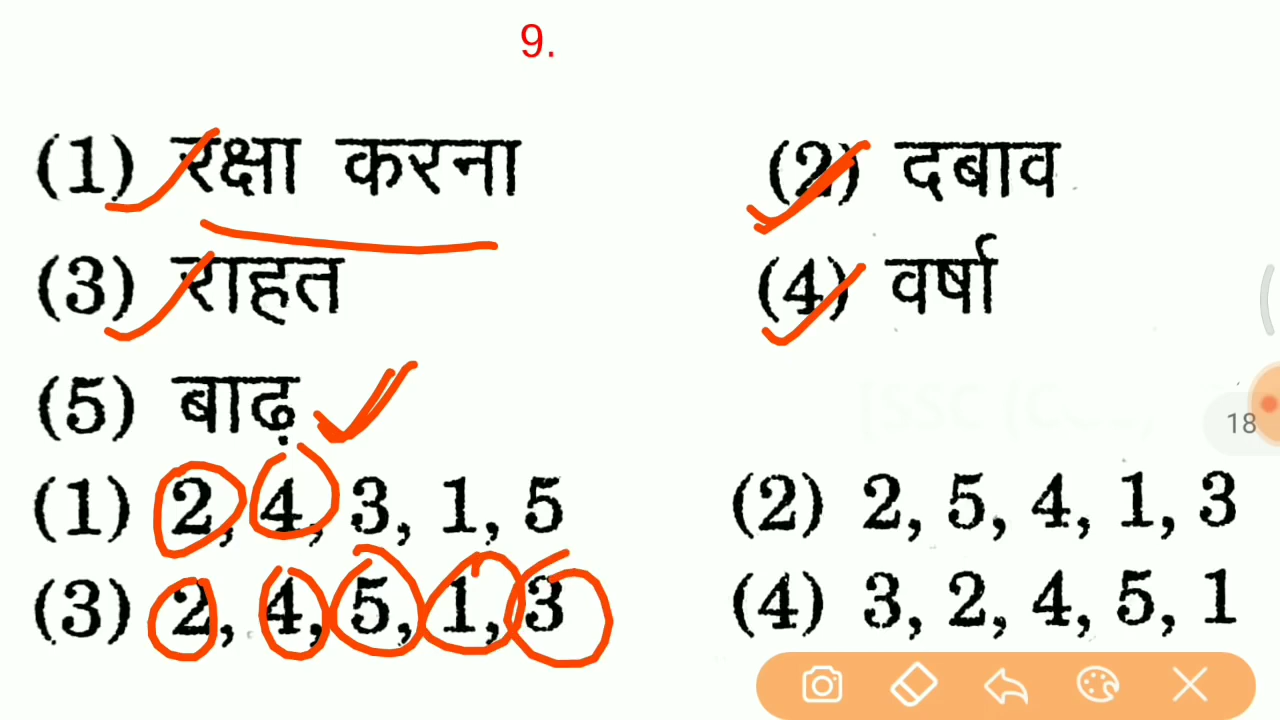 9.
(1) रक्षा करना (2) दबाव
(3) राहत (4) वर्षा
(5) बाढ़
18
(1) 2, 4, 3, 1, 5 (2) 2, 5, 4, 1, 3
(3) 2, 4, 5, 1, 3 (4) 3, 2, 4, 5, 1